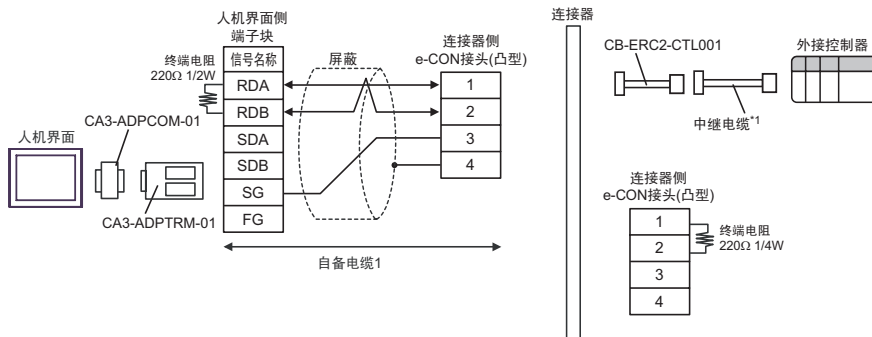 人机界面侧
端子块
终端电阻
220Ω 1/2W
信号名称
RDA
RDB
SDA
SDB
SG
FG
屏蔽
连接器侧
e-CON接头(凸型)
1
2
3
4
人机界面
CA3-ADPCOM-01
CA3-ADPTRM-01
自备电缆1
连接器
CB-ERC2-CTL001
外接控制器
中继电缆*1
连接器侧
e-CON接头(凸型)
1
2
3
4
终端电阻
220Ω 1/4W